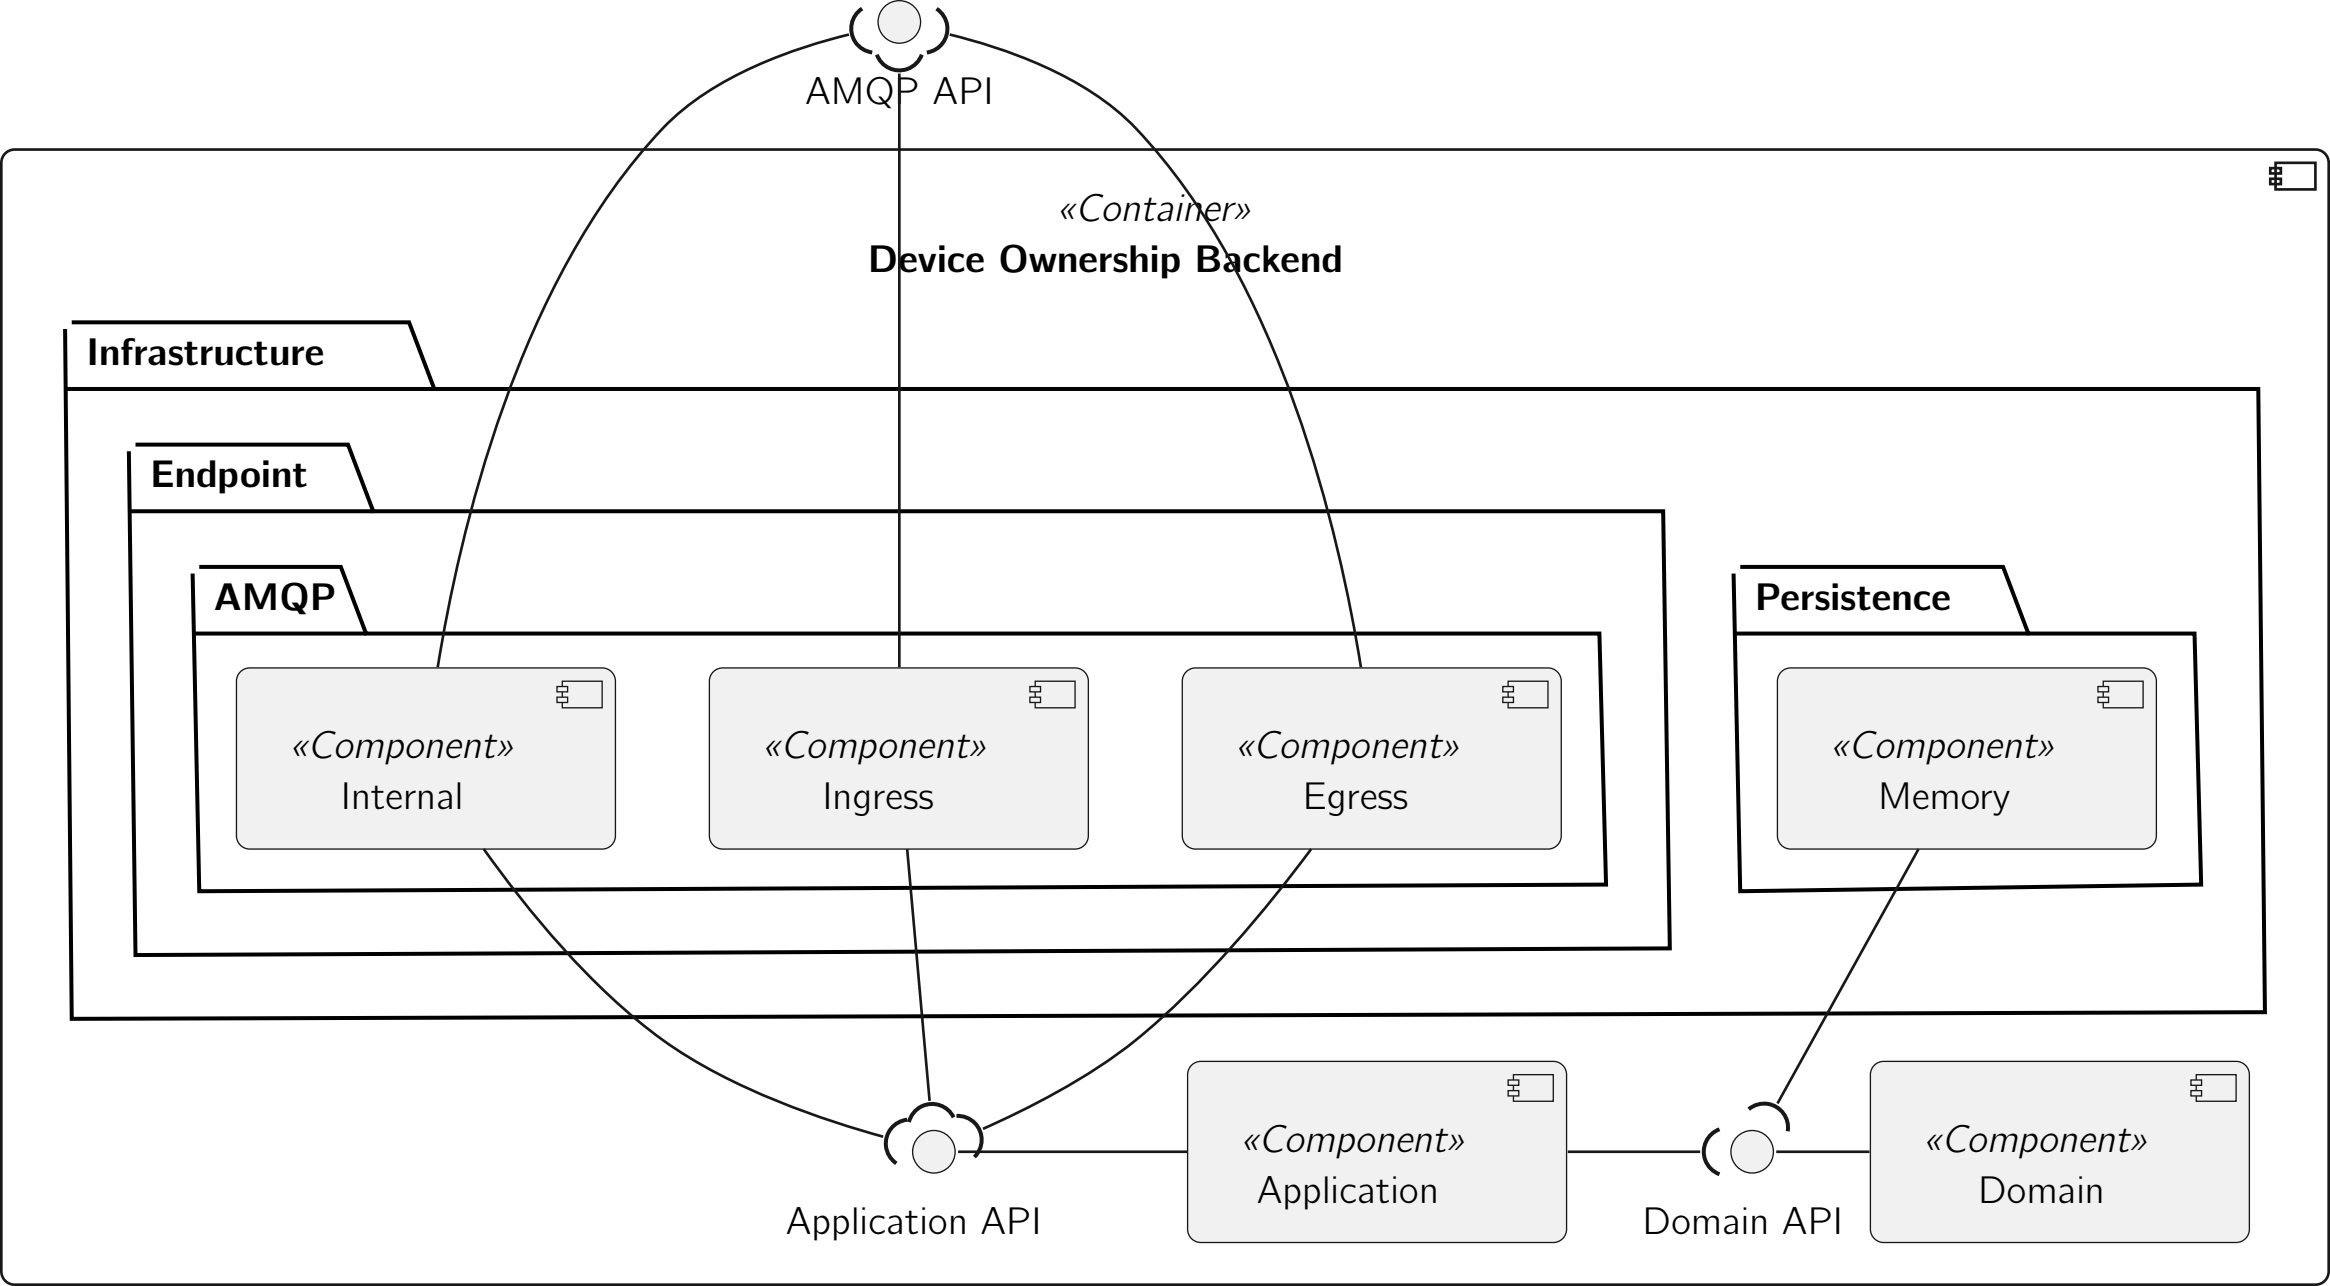 AMQP API
«Container»
Device Ownership Backend
Infrastructure
Endpoint
AMQP
Persistence
«Component»
Internal
«Component»
Ingress
«Component»
Egress
«Component»
Memory
«Component»
Application
«Component»
Domain
Application API
Domain API